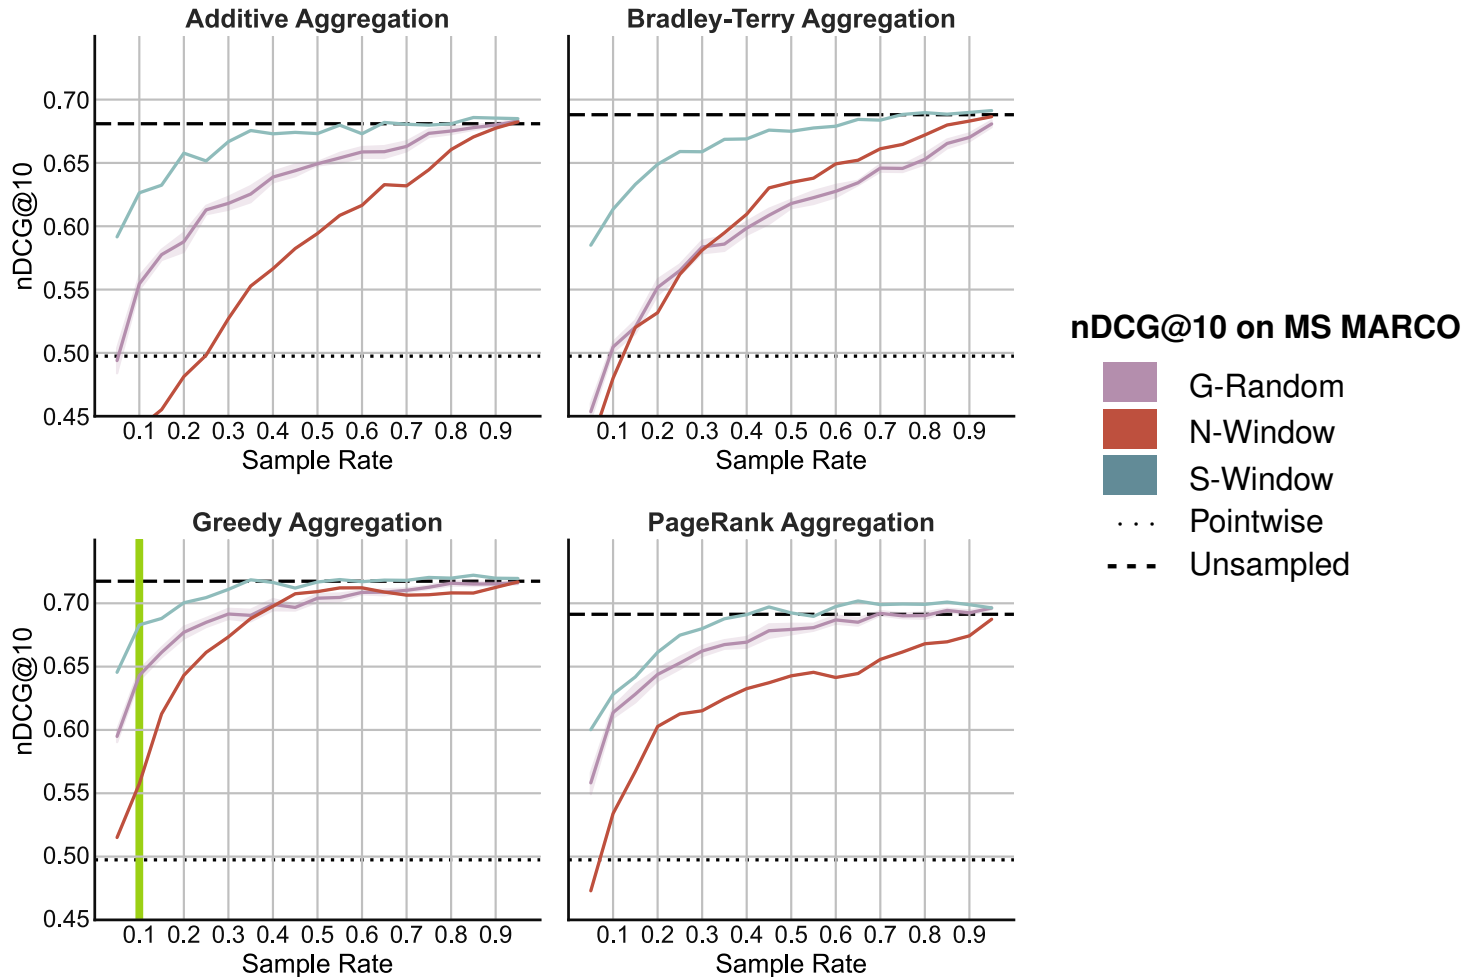 Additive Aggregation
Bradley-Terry Aggregation
nDCG@10
0.70
0.65
0.60
0.55
0.50
0.45
0.1 0.2 0.3 0.4 0.5 0.6 0.7 0.8 0.9
Sample Rate
0.1 0.2 0.3 0.4 0.5 0.6 0.7 0.8 0.9
Sample Rate
Greedy Aggregation
PageRank Aggregation
nDCG@10
0.70
0.65
0.60
0.55
0.50
0.45
0.1 0.2 0.3 0.4 0.5 0.6 0.7 0.8 0.9
Sample Rate
0.1 0.2 0.3 0.4 0.5 0.6 0.7 0.8 0.9
Sample Rate
nDCG@10 on MS MARCO
G-Random
N-Window
S-Window
Pointwise
Unsampled